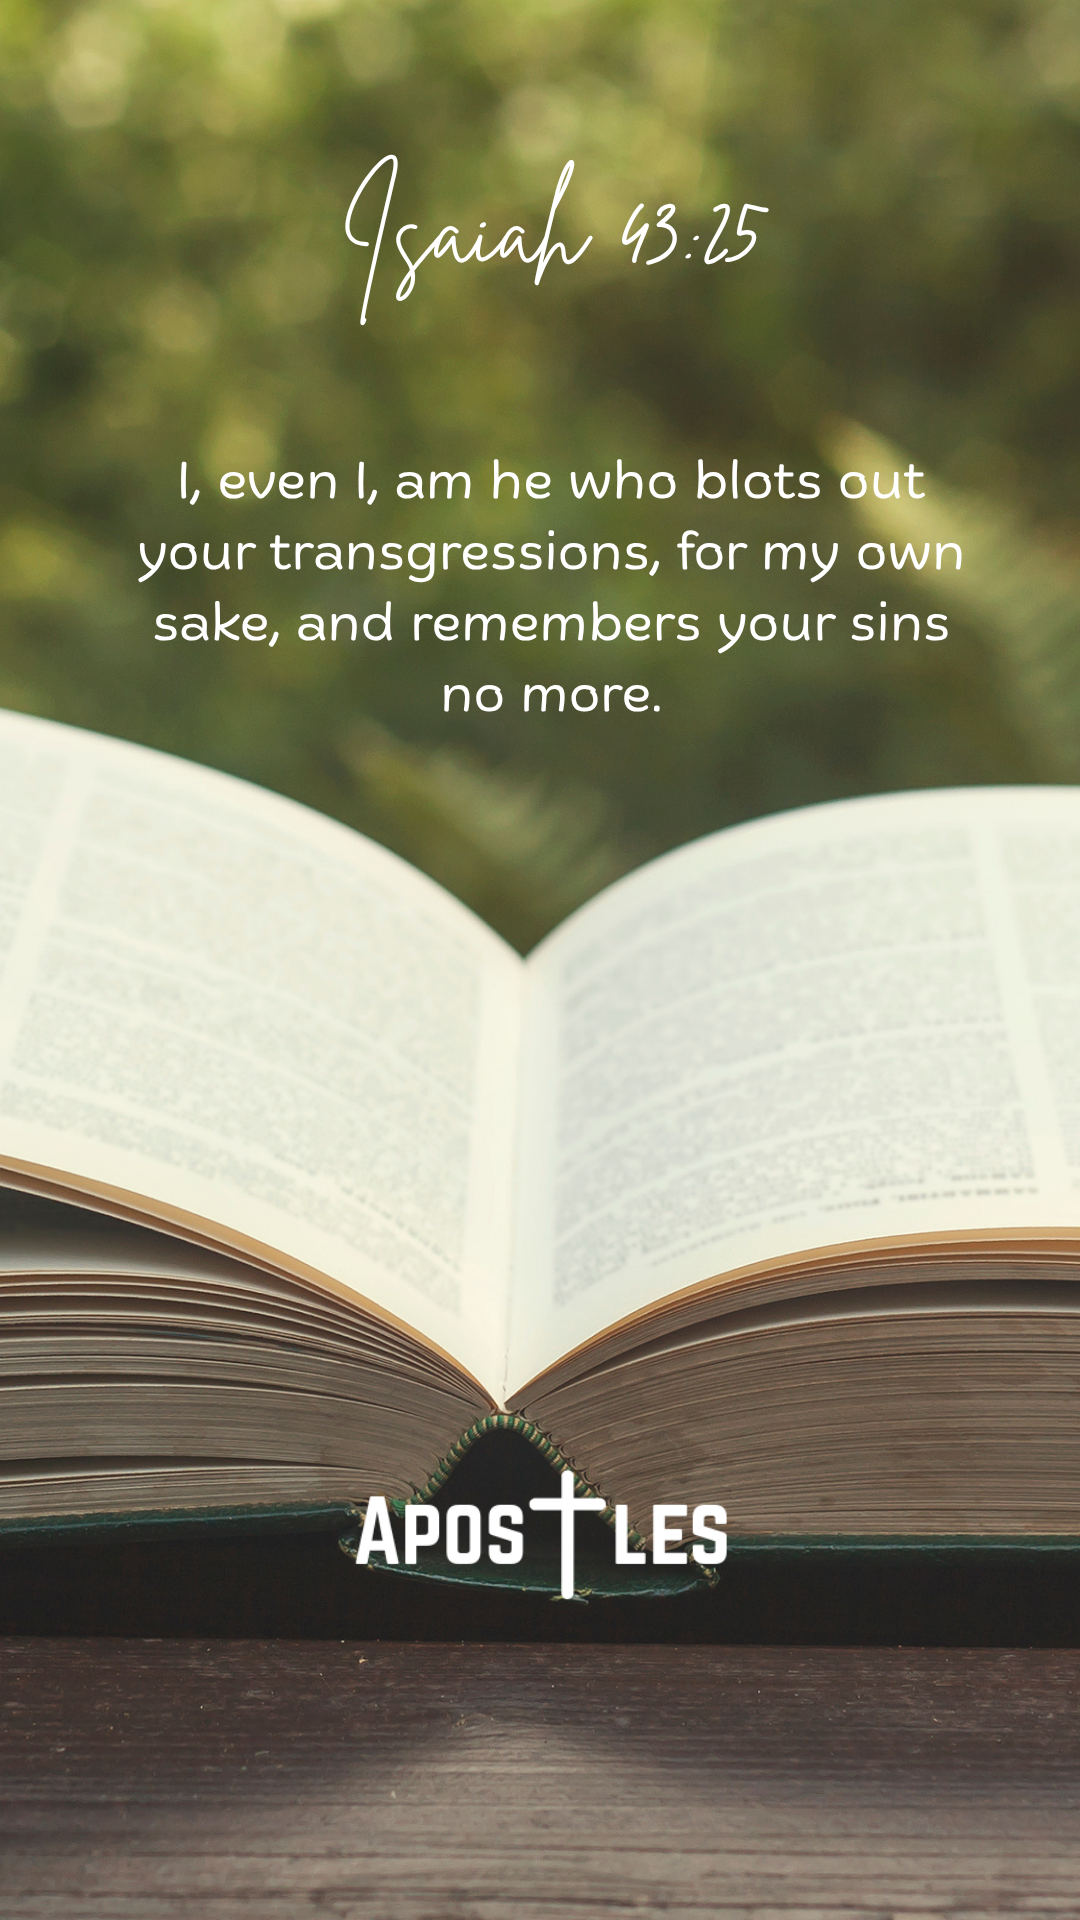 Isaiah 43:25
I, even I, am he who blots out
your transgressions, for my own
sake, and remembers your sins
no more.
APOSTLES